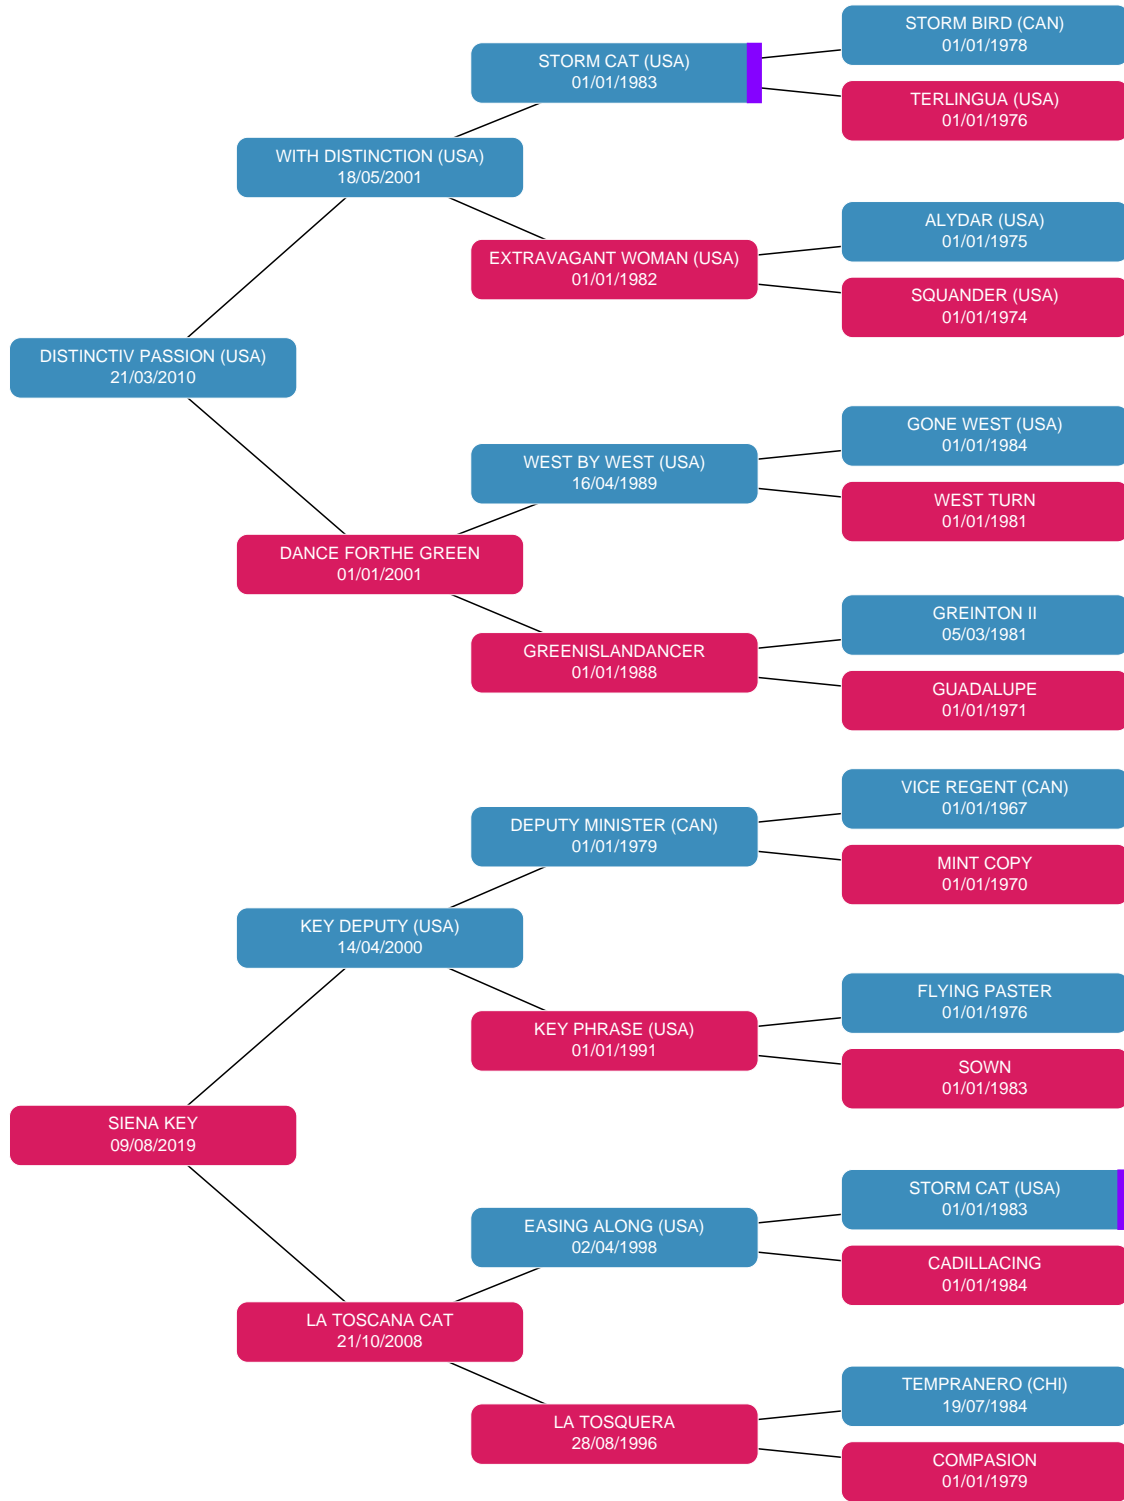 STORM BIRD (CAN)
01/01/1978
STORM CAT (USA)
01/01/1983
TERLINGUA (USA)
01/01/1976
WITH DISTINCTION (USA)
18/05/2001
ALYDAR (USA)
01/01/1975
EXTRAVAGANT WOMAN (USA)
01/01/1982
SQUANDER (USA)
01/01/1974
DISTINCTIV PASSION (USA)
21/03/2010
GONE WEST (USA)
01/01/1984
WEST BY WEST (USA)
16/04/1989
WEST TURN
01/01/1981
DANCE FORTHE GREEN
01/01/2001
GREINTON II
05/03/1981
GREENISLANDANCER
01/01/1988
GUADALUPE
01/01/1971
VICE REGENT (CAN)
01/01/1967
DEPUTY MINISTER (CAN)
01/01/1979
MINT COPY
01/01/1970
KEY DEPUTY (USA)
14/04/2000
FLYING PASTER
01/01/1976
KEY PHRASE (USA)
01/01/1991
SOWN
01/01/1983
SIENA KEY
09/08/2019
STORM CAT (USA)
01/01/1983
EASING ALONG (USA)
02/04/1998
CADILLACING
01/01/1984
LA TOSCANA CAT
21/10/2008
TEMPRANERO (CHI)
19/07/1984
LA TOSQUERA
28/08/1996
COMPASION
01/01/1979